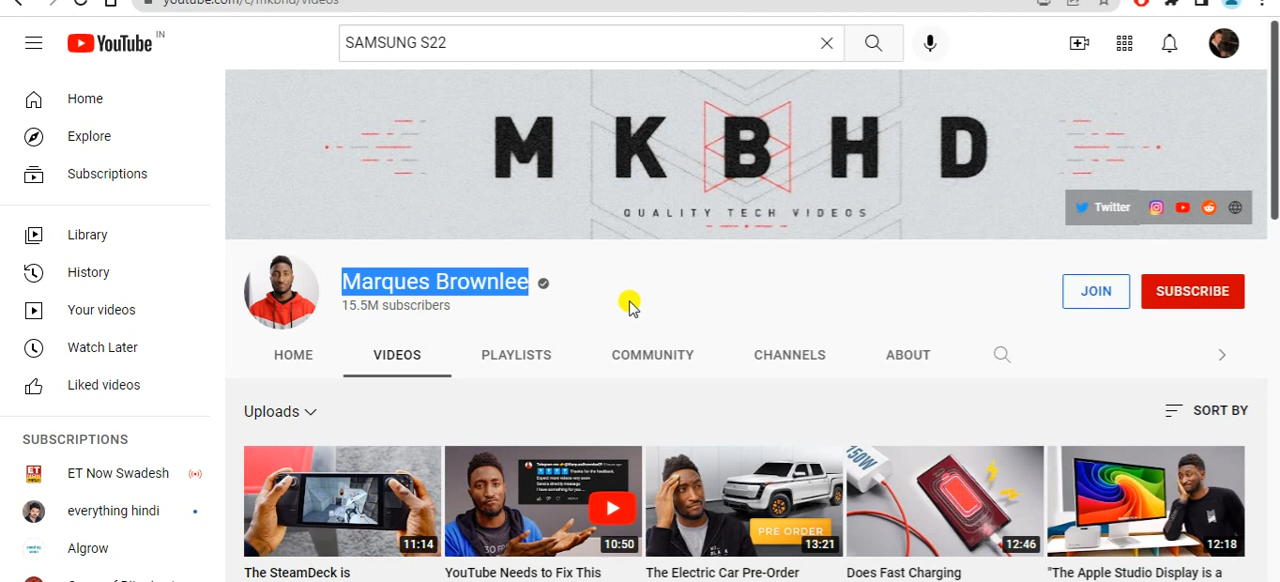 youtube.com/c/mkbhd/videos
YouTube IN
SAMSUNG S22
Home
Explore
Subscriptions
Library
History
Your videos
Watch Later
Liked videos
SUBSCRIPTIONS
ET Now Swadesh
everything hindi
Algrow
MKBHD
QUALITY TECH VIDEOS
Twitter
Marques Brownlee
15.5M subscribers
JOIN
SUBSCRIBE
HOME
VIDEOS
PLAYLISTS
COMMUNITY
CHANNELS
ABOUT
Uploads
SORT BY
11:14
10:50
PRE ORDER
13:21
150W
12:46
12:18
The SteamDeck is
YouTube Needs to Fix This
The Electric Car Pre-Order
Does Fast Charging
"The Apple Studio Display is a